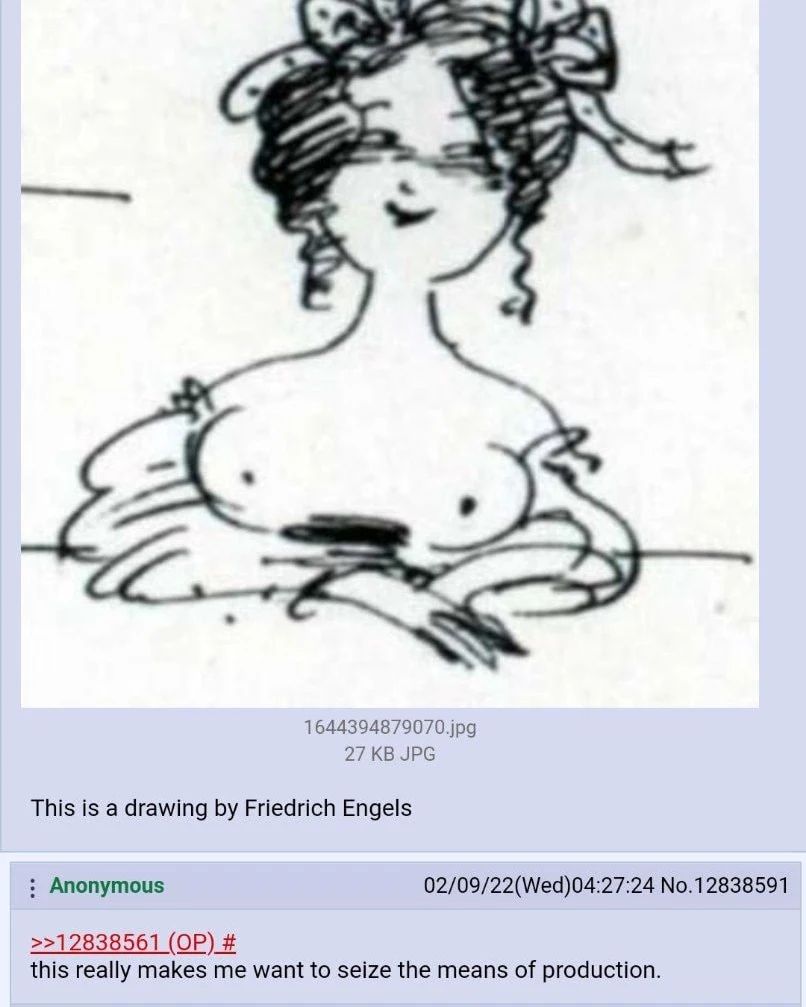 1644394879070.jpg
27 KB JPG
This is a drawing by Friedrich Engels
Anonymous 02/09/22(Wed)04:27:24 No.12838591
>>12838561 (OP) #
this really makes me want to seize the means of production.